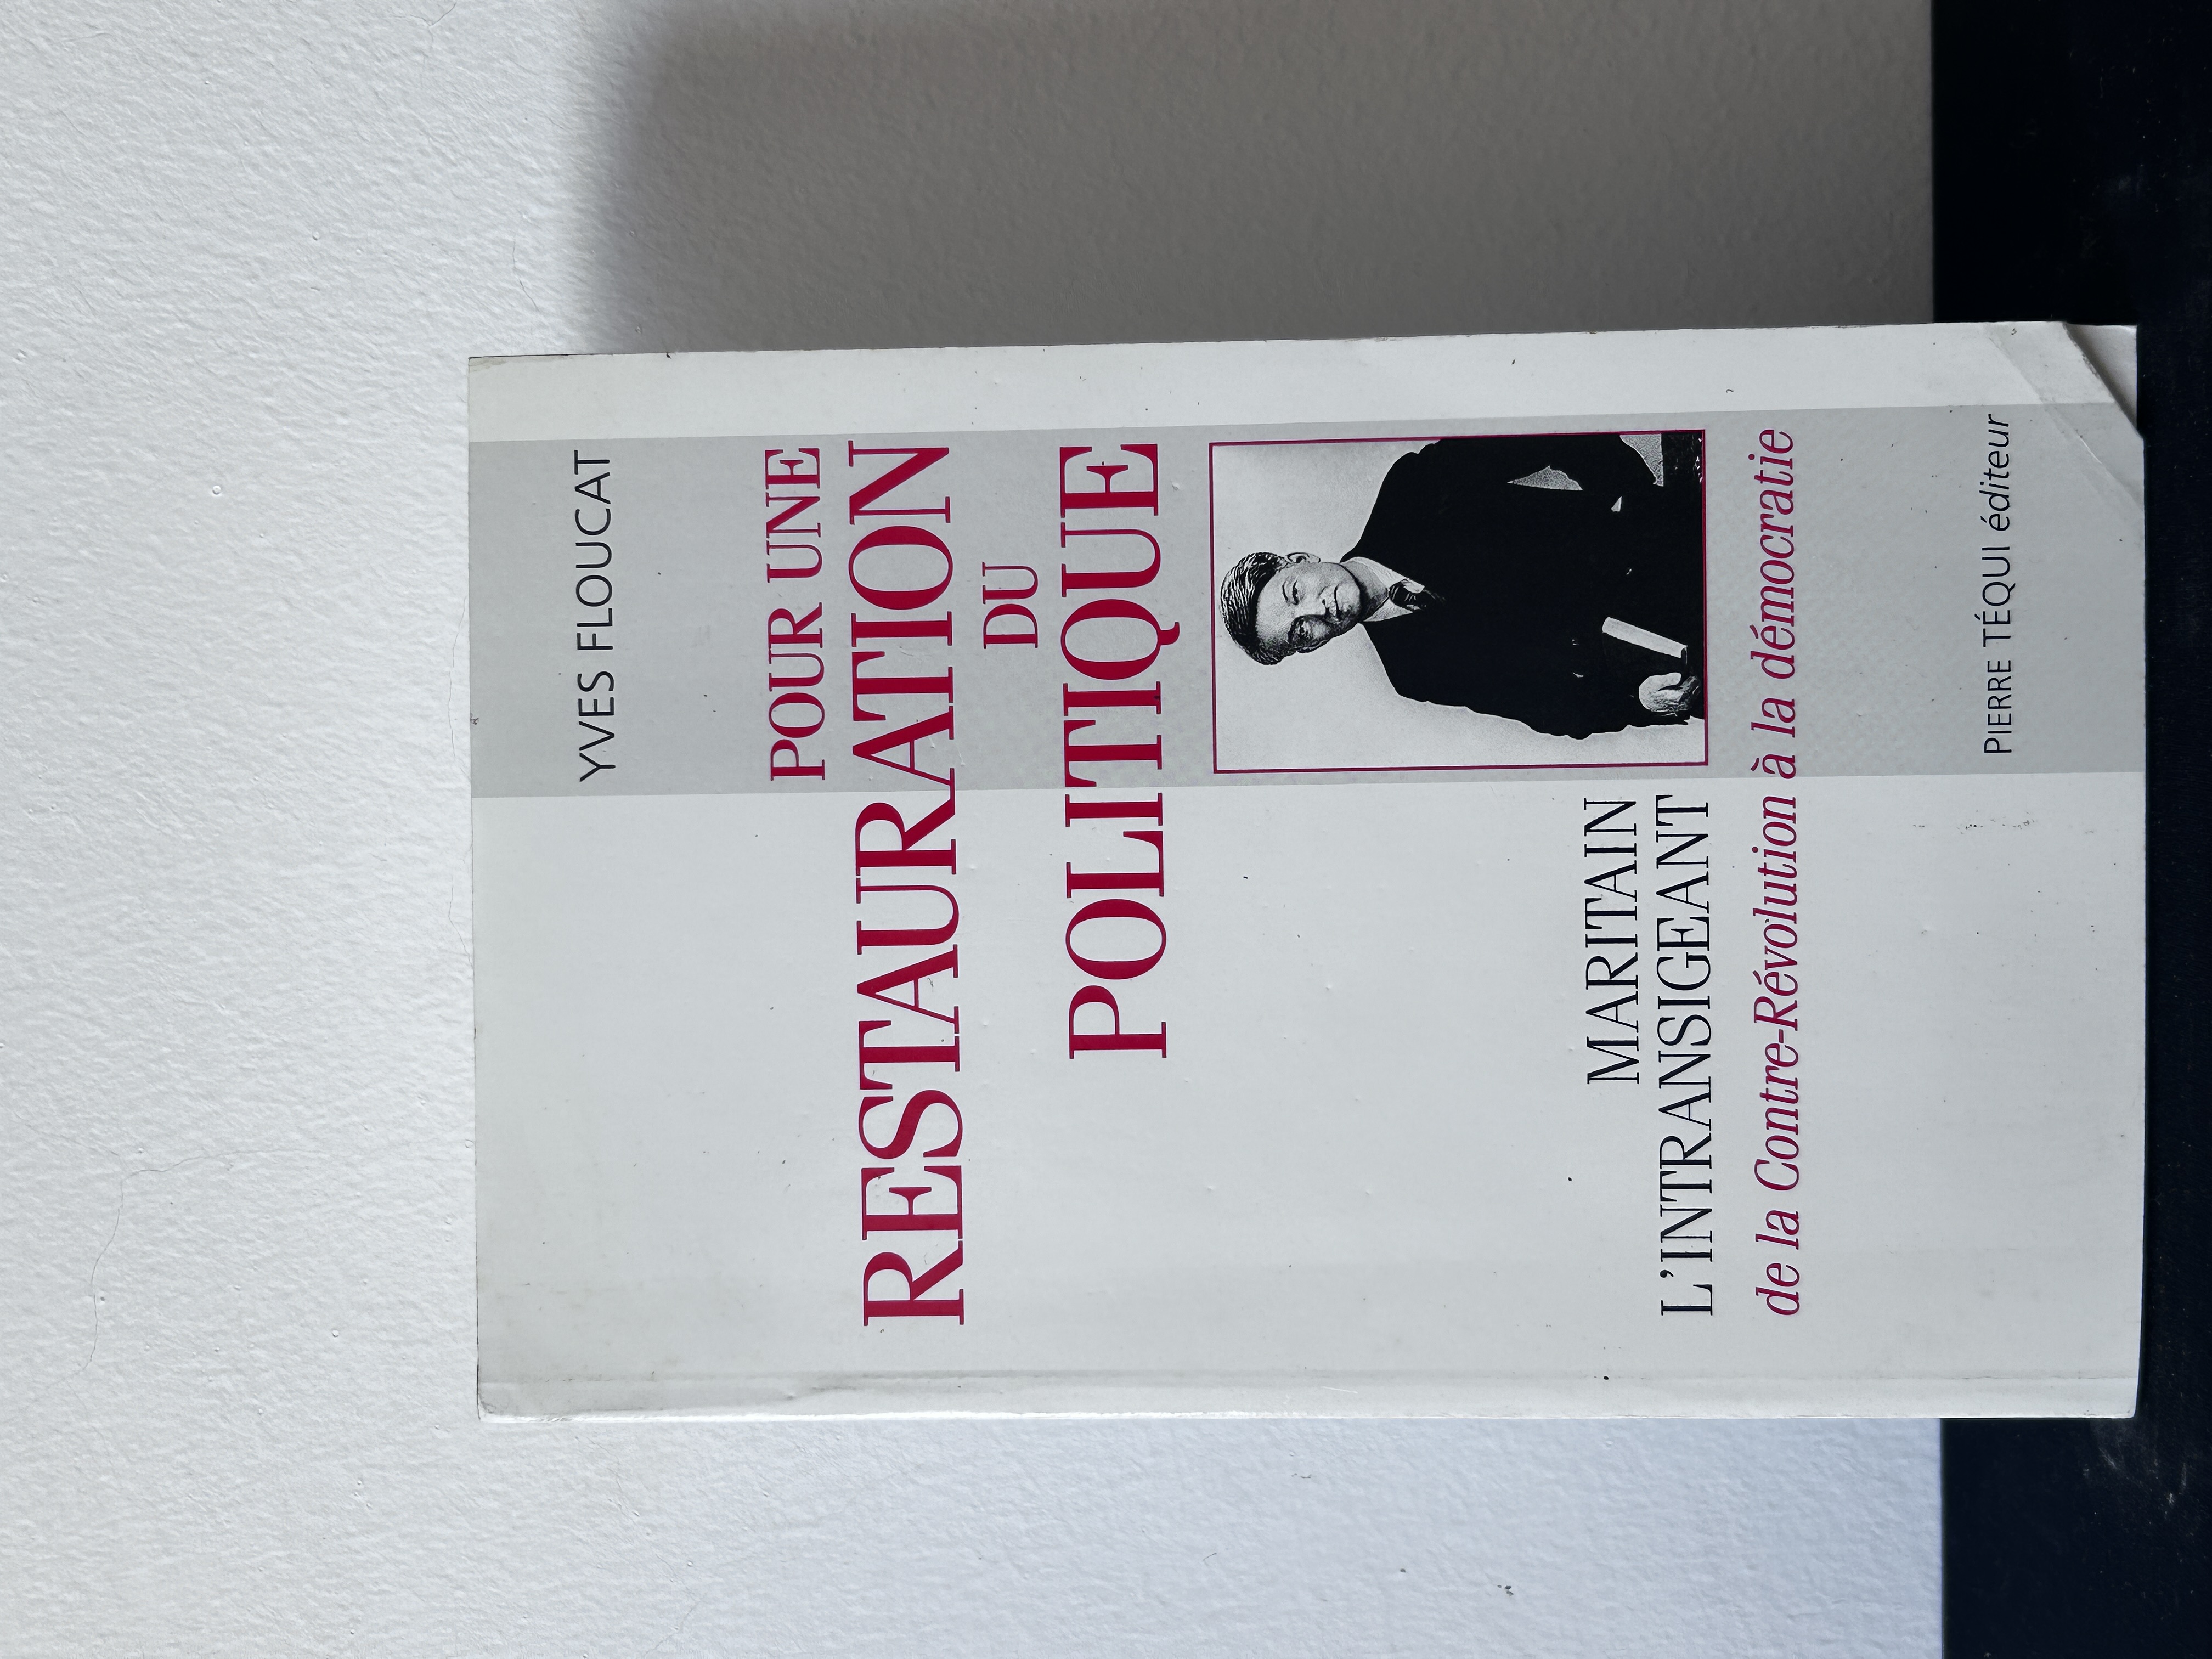 YVES FLOUCAT
POUR UNE
RESTAURATION
DU
POLITIQUE
MARITAIN
L'INTRANSIGEANT
de la Contre-Révolution à la démocratie
PIERRE TÉQUI éditeur